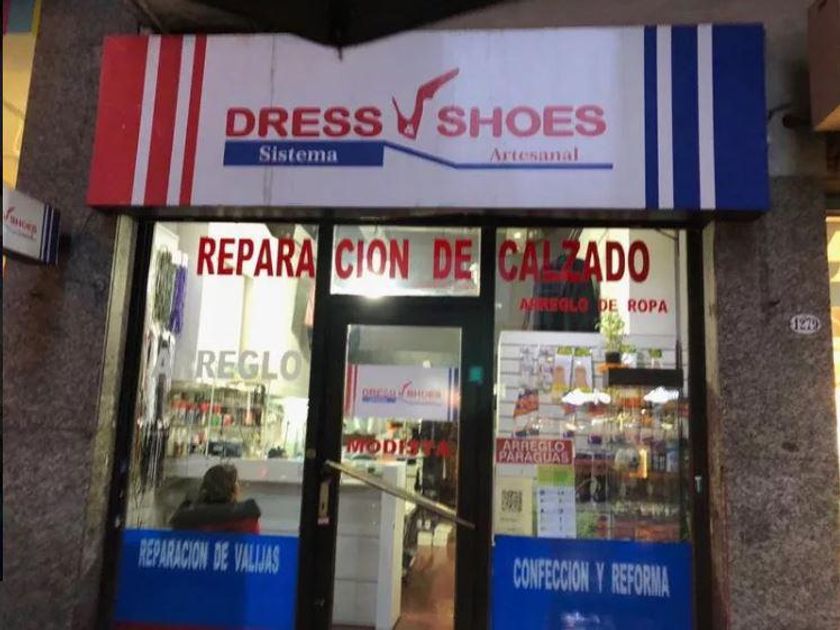 DRESS SHOES
Sistema Artesanal
SHOES
REPARACION DE CALZADO
ARREGLO DE ROPA
1279
ARREGLO
DRESS SHOES
MODISTA
ARREGLO
PARAGUAS
REPARACION DE VALIJAS
CONFECCION Y REFORMA